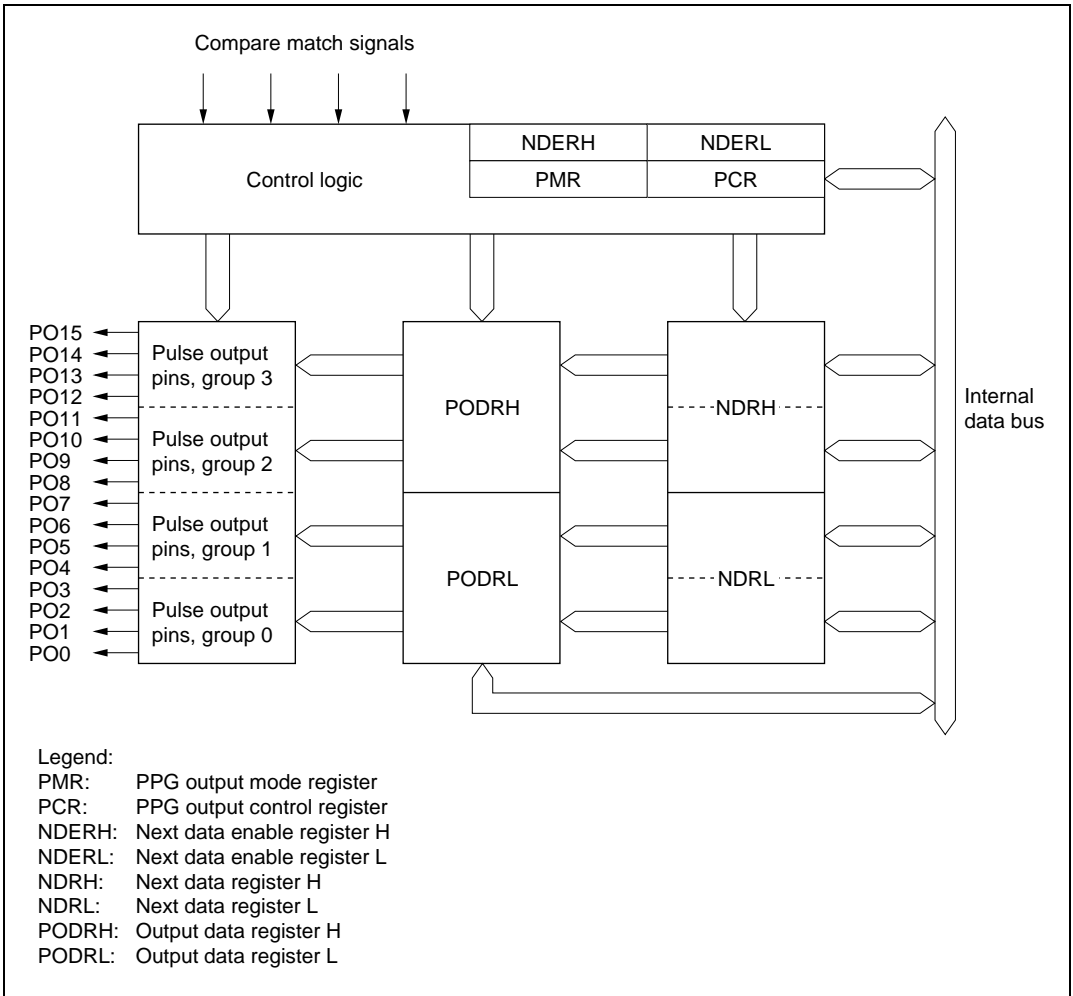 Compare match signals
NDERH
NDERL
Control logic
PMR
PCR
PO15
PO14
PO13
PO12
PO11
PO10
PO9
PO8
PO7
PO6
PO5
PO4
PO3
PO2
PO1
PO0
Pulse output
pins, group 3
Pulse output
pins, group 2
Pulse output
pins, group 1
Pulse output
pins, group 0
PODRH
PODRL
NDRH
NDRL
Internal
data bus
Legend:
PMR: PPG output mode register
PCR: PPG output control register
NDERH: Next data enable register H
NDERL: Next data enable register L
NDRH: Next data register H
NDRL: Next data register L
PODRH: Output data register H
PODRL: Output data register L